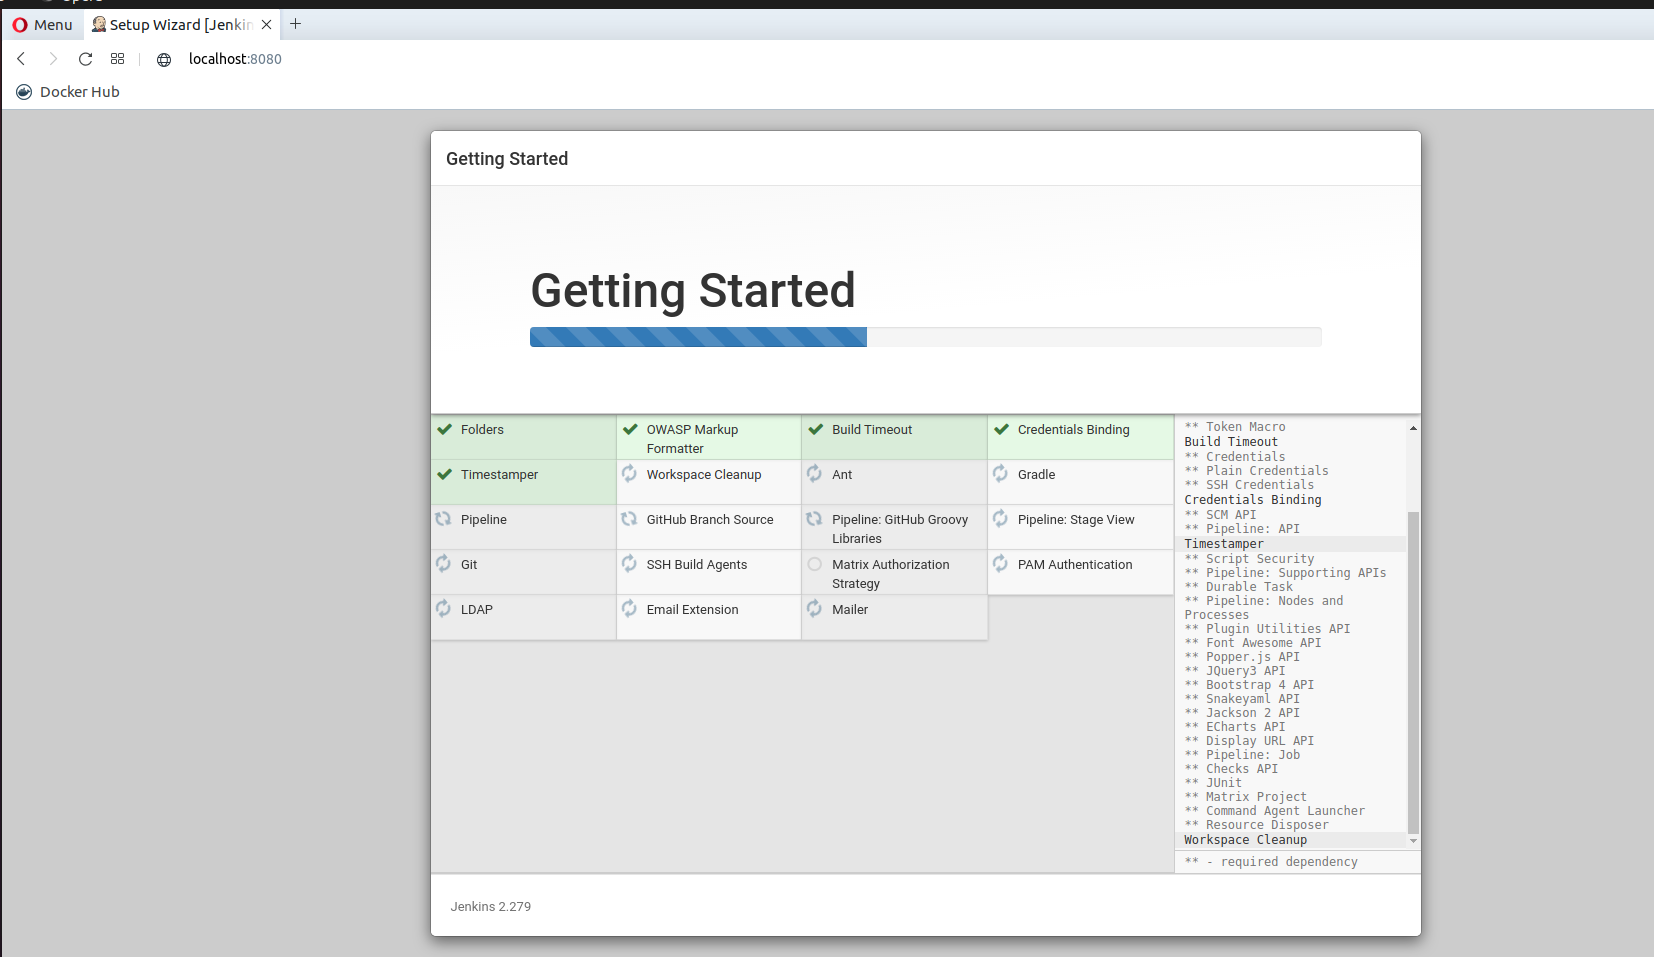 Menu
Setup Wizard [Jenkin
localhost:8080
Docker Hub
Getting Started
Getting Started
Folders
OWASP Markup
Formatter
Build Timeout
Credentials Binding
Timestamper
Workspace Cleanup
Ant
Gradle
Pipeline
GitHub Branch Source
Pipeline: GitHub Groovy
Libraries
Pipeline: Stage View
Git
SSH Build Agents
Matrix Authorization
Strategy
PAM Authentication
LDAP
Email Extension
Mailer
** Token Macro
Build Timeout
** Credentials
** Plain Credentials
** SSH Credentials
Credentials Binding
** SCM API
** Pipeline: API
Timestamper
** Script Security
** Pipeline: Supporting APIs
** Durable Task
** Pipeline: Nodes and
Processes
** Plugin Utilities API
** Font Awesome API
** Popper.js API
** JQuery3 API
** Bootstrap 4 API
** Snakeyaml API
** Jackson 2 API
** ECharts API
** Display URL API
** Pipeline: Job
** Checks API
** JUnit
** Matrix Project
** Command Agent Launcher
** Resource Disposer
Workspace Cleanup
** - required dependency
Jenkins 2.279